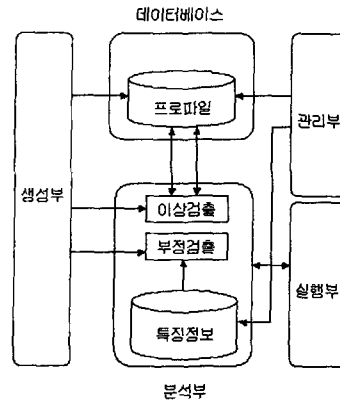 데이터베이스
프로파일
관리부
생성부
이상검출
부정검출
실행부
특징정보
분석부